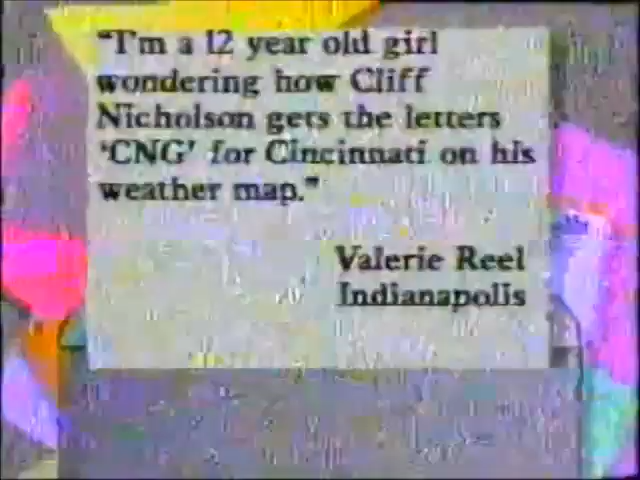 "I'm a 12 year old girl
wondering how Cliff
Nicholson gets the letters
'CNG' for Cincinnati on his
weather map."
Valerie Reel
Indianapolis